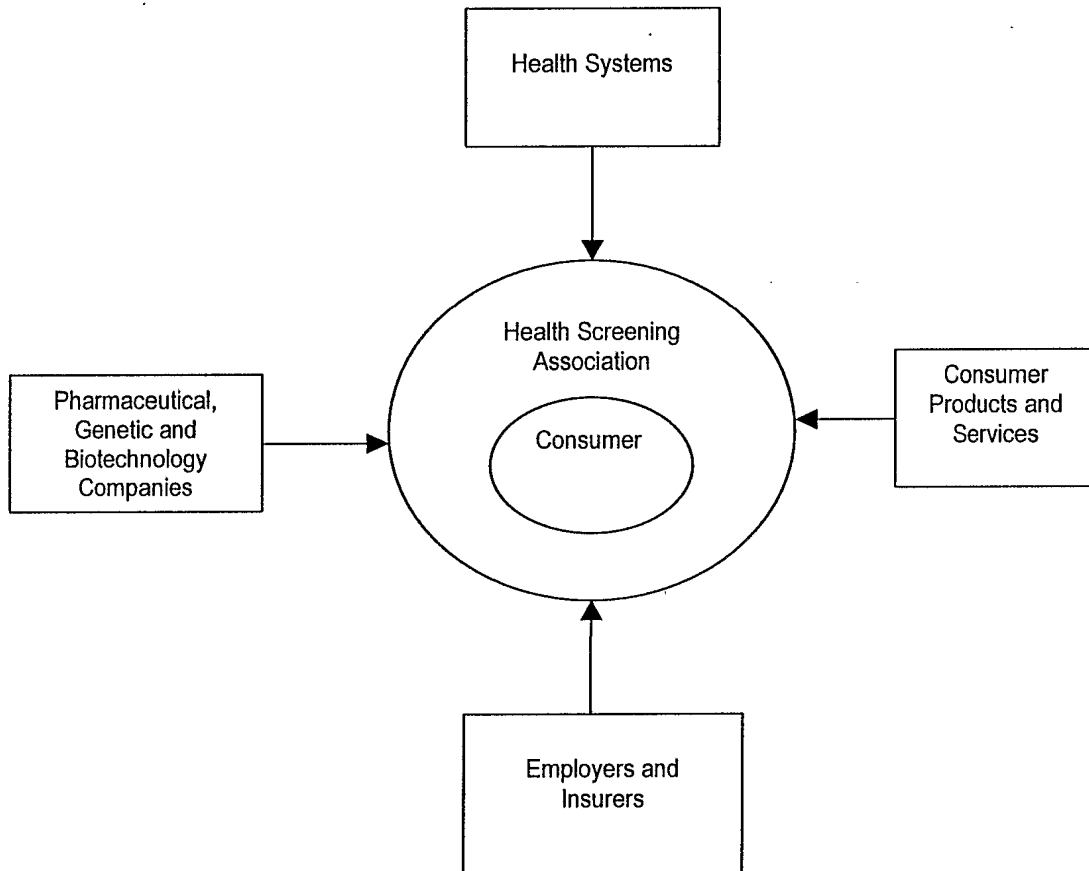 Health Systems
Health Screening
Association
Consumer
Pharmaceutical,
Genetic and
Biotechnology
Companies
Consumer
Products and
Services
Employers and
Insurers